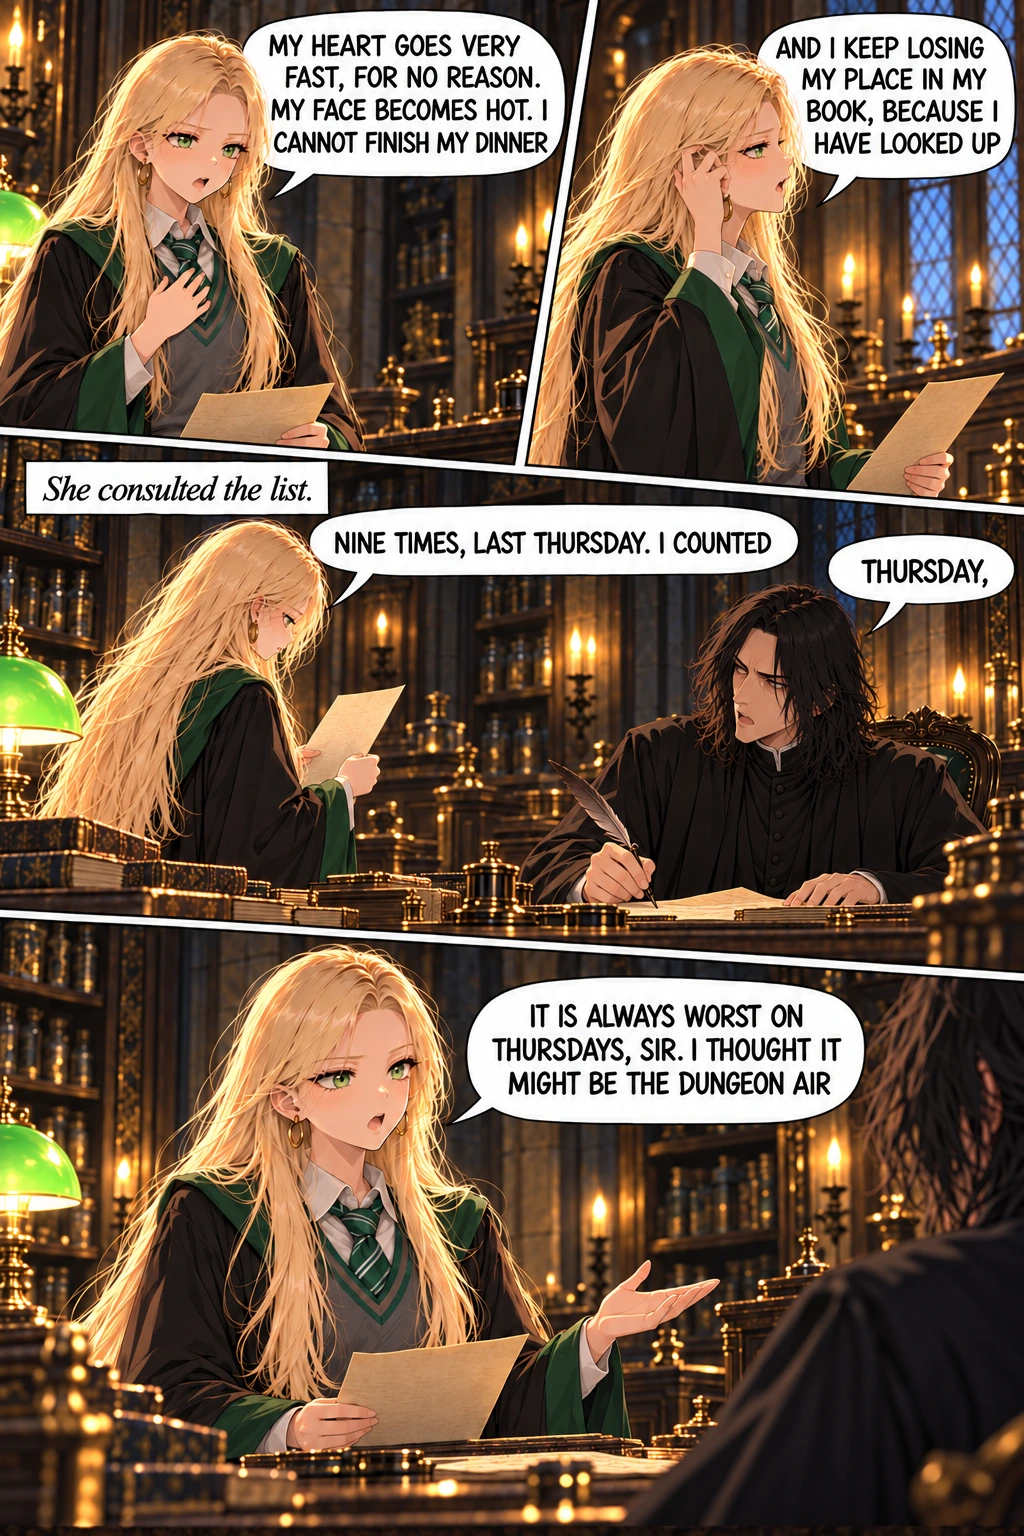 MY HEART GOES VERY
FAST, FOR NO REASON.
MY FACE BECOMES HOT. I
CANNOT FINISH MY DINNER
AND I KEEP LOSING
MY PLACE IN MY
BOOK, BECAUSE I
HAVE LOOKED UP
She consulted the list.
NINE TIMES, LAST THURSDAY. I COUNTED
THURSDAY,
IT IS ALWAYS WORST ON
THURSDAYS, SIR. I THOUGHT IT
MIGHT BE THE DUNGEON AIR